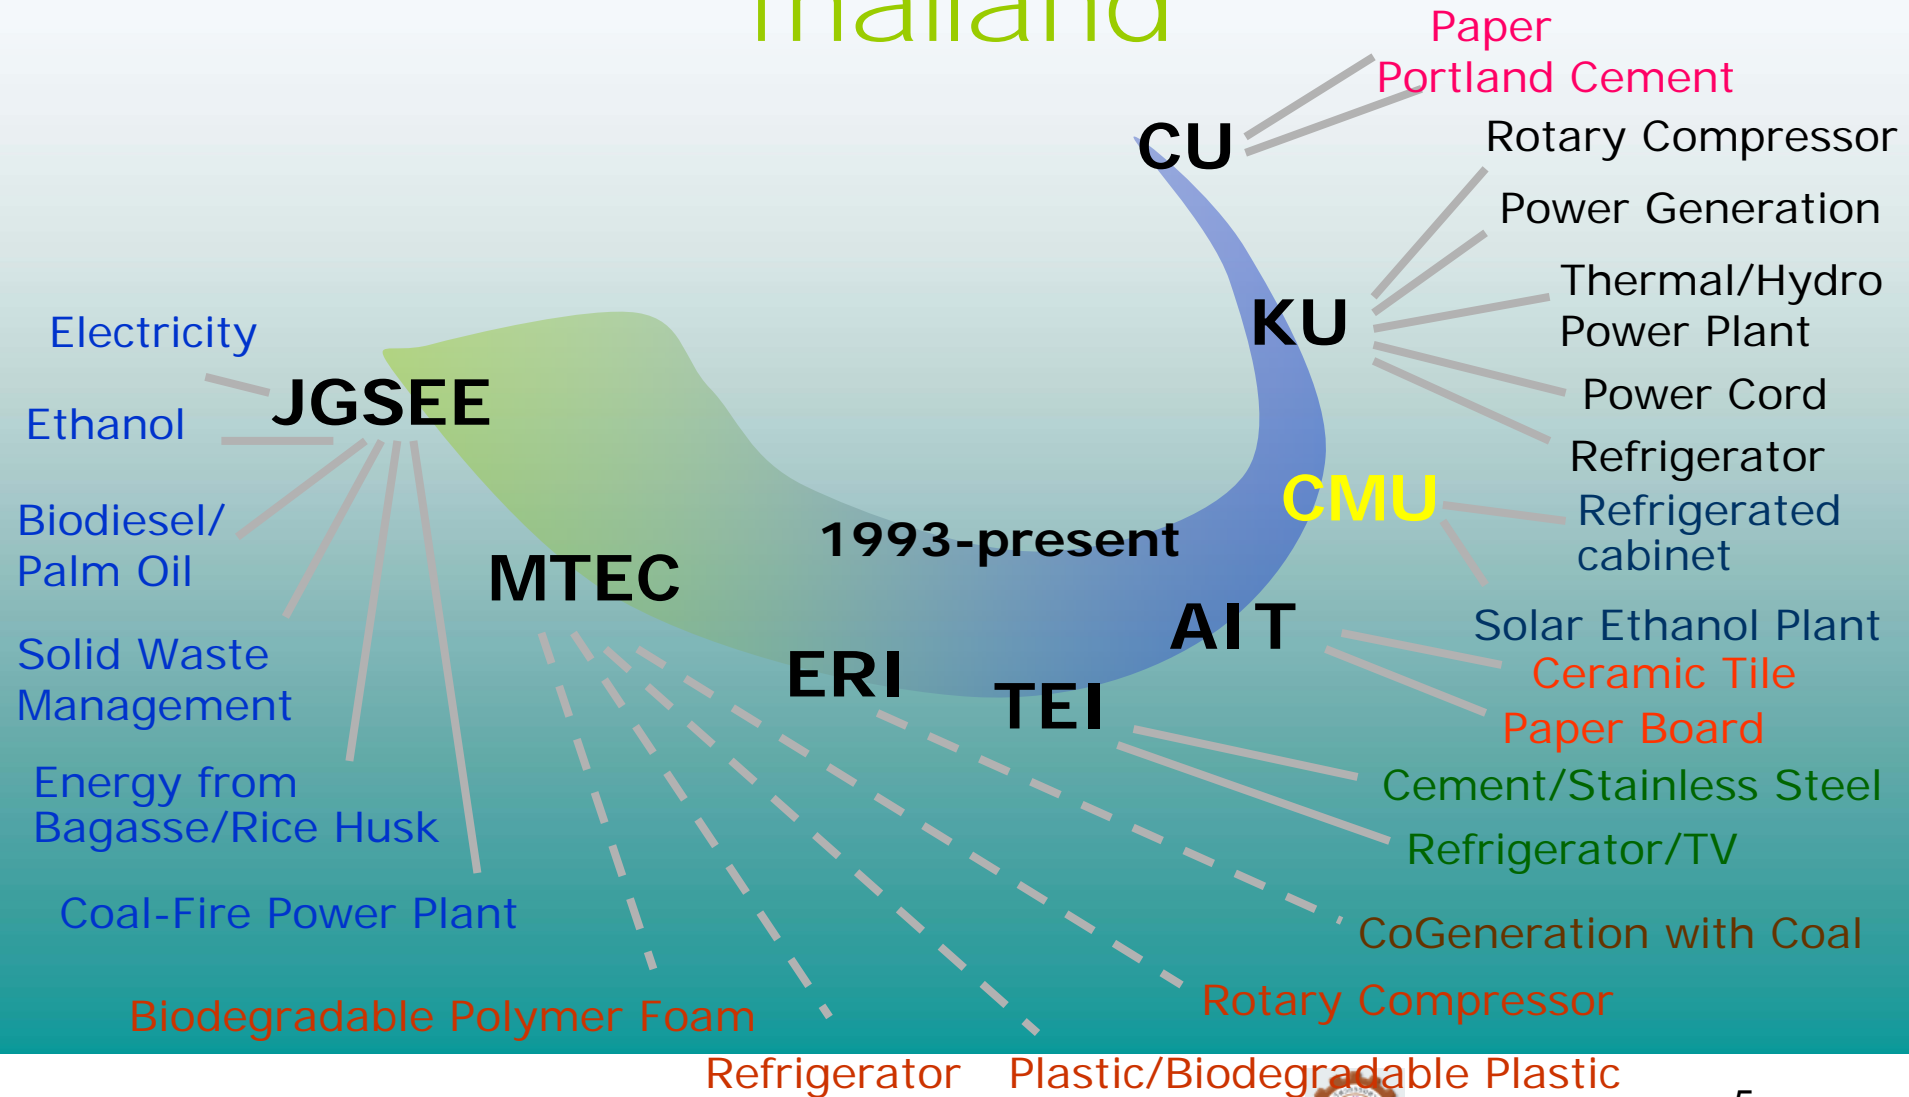 Thailand
Paper
Portland Cement
CU
Rotary Compressor
Power Generation
Thermal/Hydro
Power Plant
KU
Power Cord
Refrigerator
Electricity
JGSEE
Ethanol
Biodiesel/
Palm Oil
Solid Waste
Management
Energy from
Bagasse/Rice Husk
Coal-Fire Power Plant
1993-present
CMU
Refrigerated
cabinet
Solar Ethanol Plant
MTEC
AIT
Ceramic Tile
Paper Board
ERI
TEI
Cement/Stainless Steel
Refrigerator/TV
CoGeneration with Coal
Rotary Compressor
Biodegradable Polymer Foam
Refrigerator
Plastic/Biodegradable Plastic
5